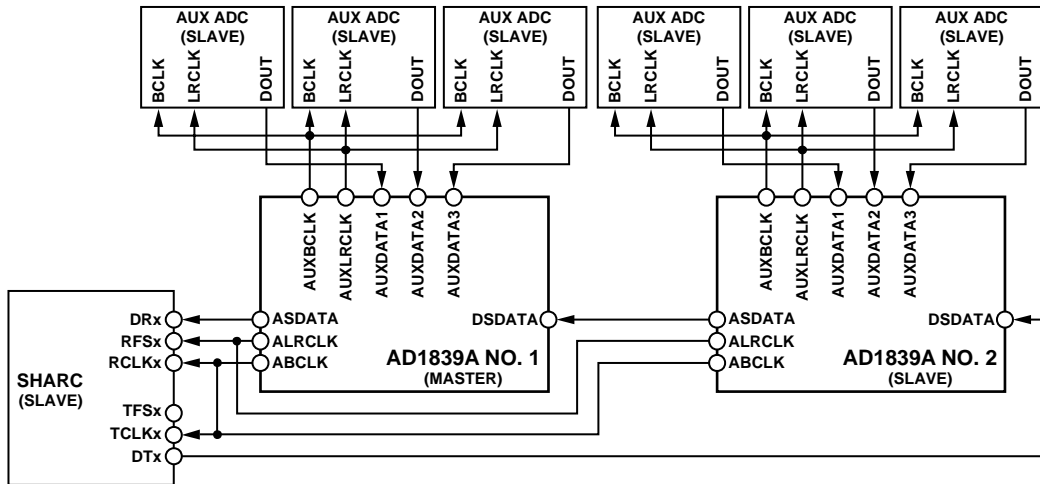 AUX ADC
(SLAVE)
BCLK
LRCLK
DOUT
AUX ADC
(SLAVE)
BCLK
LRCLK
DOUT
AUX ADC
(SLAVE)
BCLK
LRCLK
DOUT
AUX ADC
(SLAVE)
BCLK
LRCLK
DOUT
AUX ADC
(SLAVE)
BCLK
LRCLK
DOUT
AUX ADC
(SLAVE)
BCLK
LRCLK
DOUT
AUXBCLK
AUXLRCLK
AUXDATA1
AUXDATA2
AUXDATA3
ASDATA
ALRCLK
ABCLK
DSDATA
AD1839A NO. 1
(MASTER)
AUXBCLK
AUXLRCLK
AUXDATA1
AUXDATA2
AUXDATA3
ASDATA
ALRCLK
ABCLK
DSDATA
AD1839A NO. 2
(SLAVE)
DRx
RFSx
RCLKx
SHARC
(SLAVE)
TFSx
TCLKx
DTx